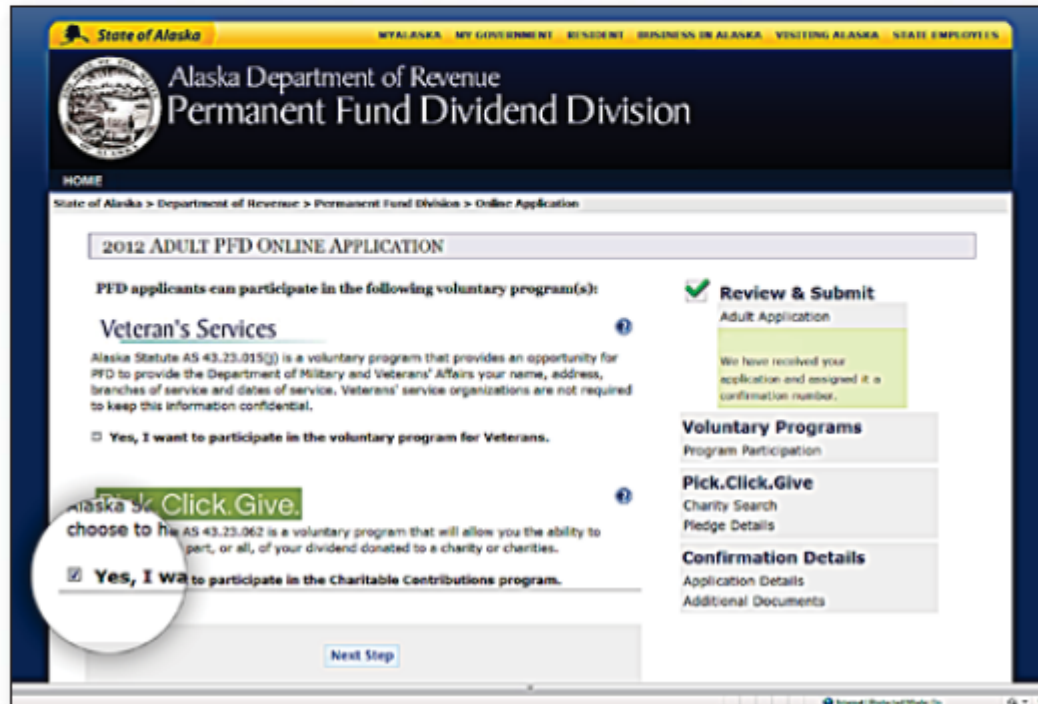 State of Alaska
MYALASKA MY GOVERNMENT RESIDENT BUSINESS IN ALASKA VISITING ALASKA STATE EMPLOYEES
Alaska Department of Revenue
Permanent Fund Dividend Division
HOME
State of Alaska > Department of Revenue > Permanent Fund Division > Online Application
2012 ADULT PFD ONLINE APPLICATION
PFD applicants can participate in the following voluntary program(s):
Veteran's Services
Alaska Statute AS 43.23.015(j) is a voluntary program that provides an opportunity for
PFD to provide the Department of Military and Veterans' Affairs your name, address,
branches of service and dates of service. Veterans' service organizations are not required
to keep this information confidential.
Yes, I want to participate in the voluntary program for Veterans.
Click.Give.
Alaska
AS 43.23.062 is a voluntary program that will allow you the ability to
choose to
part, or all, of your dividend donated to a charity or charities.
Yes, I wa to participate in the Charitable Contributions program.
Next Step
Review & Submit
Adult Application
We have received your
application and assigned it a
confirmation number.
Voluntary Programs
Program Participation
Pick.Click.Give
Charity Search
Pledge Details
Confirmation Details
Application Details
Additional Documents